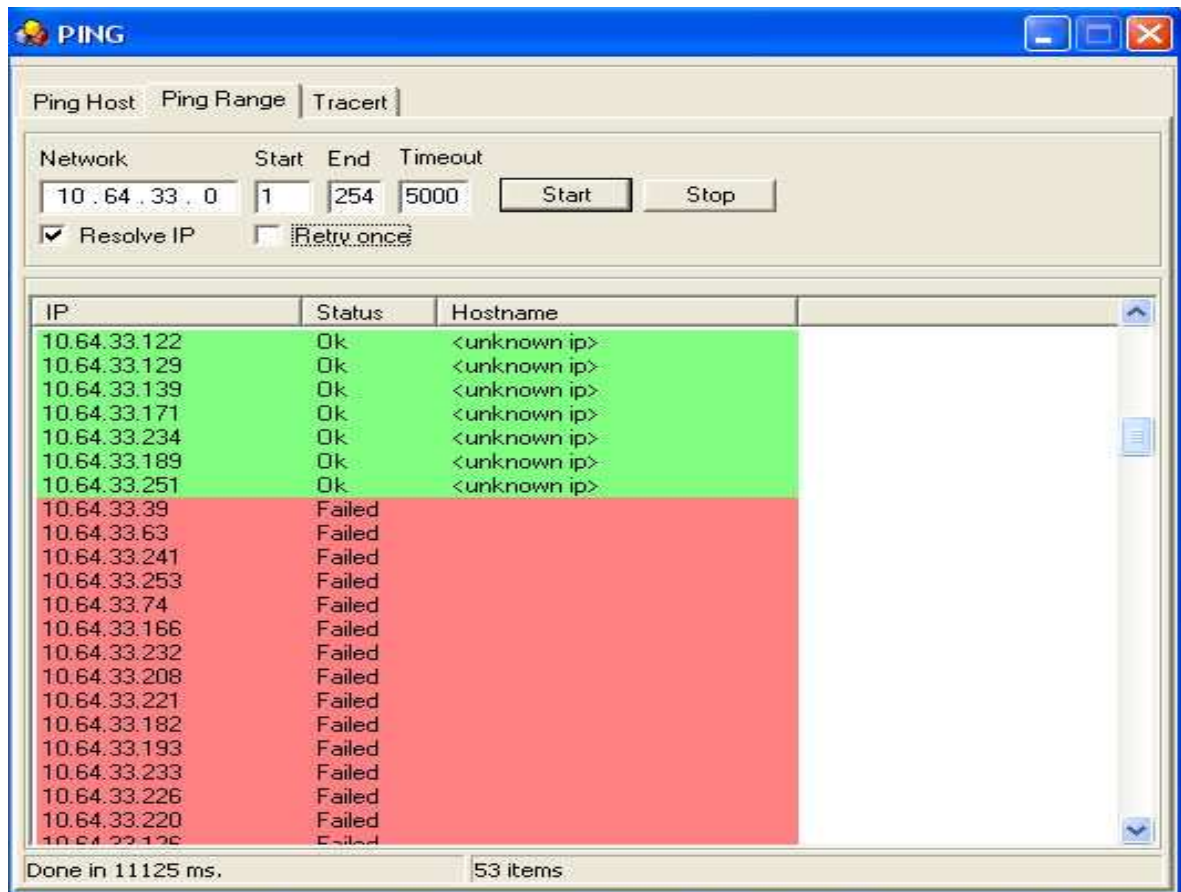 PING
Ping Host Ping Range Tracert
Network Start End Timeout
10 . 64 . 33 . 0 1 254 5000 Start Stop
Resolve IP Retry once
IP Status Hostname
10.64.33.122 Ok <unknown ip>
10.64.33.129 Ok <unknown ip>
10.64.33.139 Ok <unknown ip>
10.64.33.171 Ok <unknown ip>
10.64.33.234 Ok <unknown ip>
10.64.33.189 Ok <unknown ip>
10.64.33.251 Ok <unknown ip>
10.64.33.39 Failed
10.64.33.63 Failed
10.64.33.241 Failed
10.64.33.253 Failed
10.64.33.74 Failed
10.64.33.166 Failed
10.64.33.232 Failed
10.64.33.208 Failed
10.64.33.221 Failed
10.64.33.182 Failed
10.64.33.193 Failed
10.64.33.233 Failed
10.64.33.226 Failed
10.64.33.220 Failed
Failed
Done in 11125 ms. 53 items